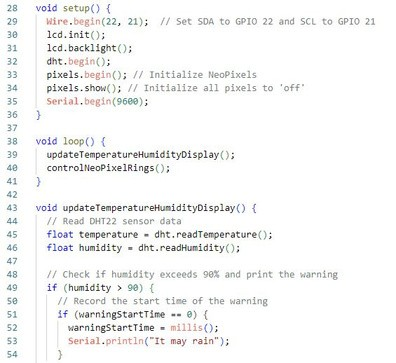 28 void setup() {
29   Wire.begin(22, 21);  // Set SDA to GPIO 22 and SCL to GPIO 21
30   lcd.init();
31   lcd.backlight();
32   dht.begin();
33   pixels.begin(); // Initialize NeoPixels
34   pixels.show(); // Initialize all pixels to 'off'
35   Serial.begin(9600);
36 }
37
38 void loop() {
39   updateTemperatureHumidityDisplay();
40   controlNeoPixelRings();
41 }
42
43 void updateTemperatureHumidityDisplay() {
44   // Read DHT22 sensor data
45   float temperature = dht.readTemperature();
46   float humidity = dht.readHumidity();
47
48   // Check if humidity exceeds 90% and print the warning
49   if (humidity > 90) {
50     // Record the start time of the warning
51     if (warningStartTime == 0) {
52       warningStartTime = millis();
53       Serial.println("It may rain");
54     }